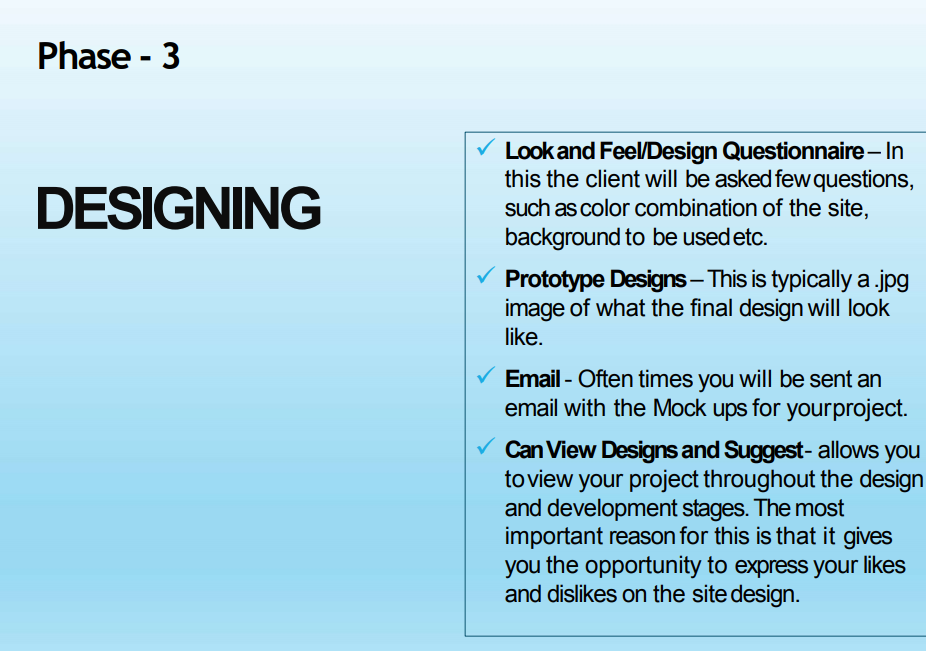 Phase - 3
DESIGNING
✓ Look and Feel/Design Questionnaire – In
this the client will be asked few questions,
such as color combination of the site,
background to be used etc.
✓ Prototype Designs – This is typically a .jpg
image of what the final design will look
like.
✓ Email - Often times you will be sent an
email with the Mock ups for your project.
✓ Can View Designs and Suggest - allows you
to view your project throughout the design
and development stages. The most
important reason for this is that it gives
you the opportunity to express your likes
and dislikes on the site design.